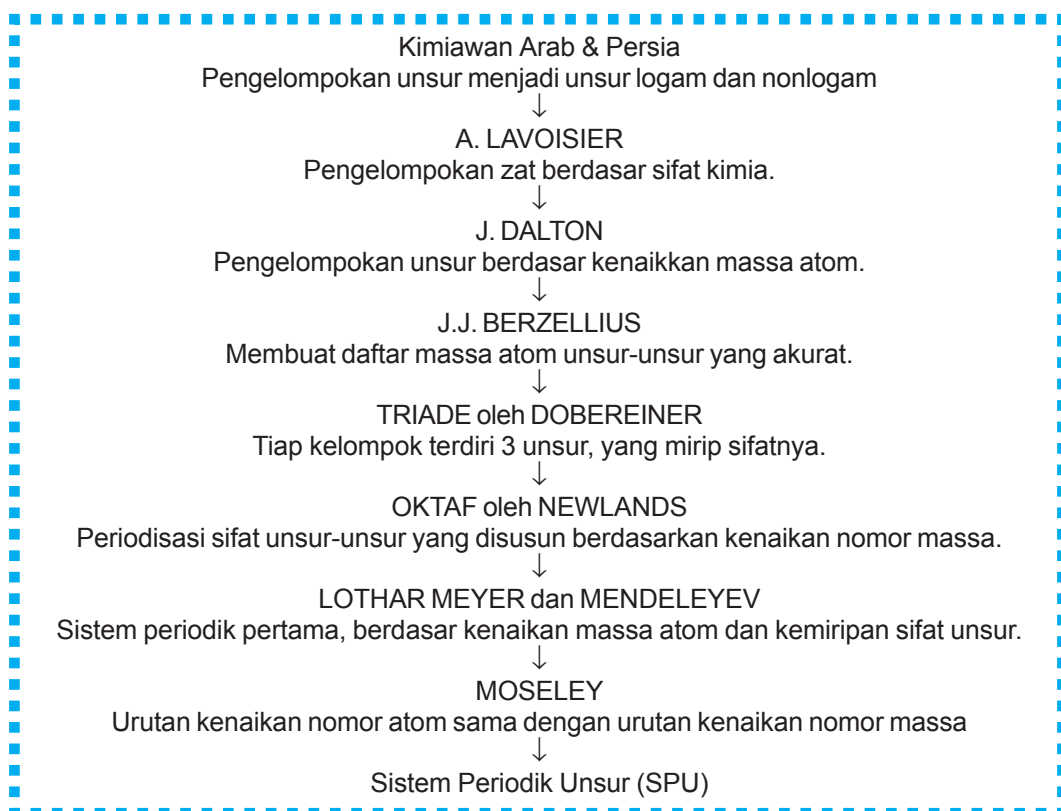 Kimiawan Arab & Persia
Pengelompokan unsur menjadi unsur logam dan nonlogam
↓
A. LAVOISIER
Pengelompokan zat berdasar sifat kimia.
↓
J. DALTON
Pengelompokan unsur berdasar kenaikkan massa atom.
↓
J.J. BERZELLIUS
Membuat daftar massa atom unsur-unsur yang akurat.
↓
TRIADE oleh DOBEREINER
Tiap kelompok terdiri 3 unsur, yang mirip sifatnya.
↓
OKTAF oleh NEWLANDS
Periodisasi sifat unsur-unsur yang disusun berdasarkan kenaikan nomor massa.
↓
LOTHAR MEYER dan MENDELEYEV
Sistem periodik pertama, berdasar kenaikan massa atom dan kemiripan sifat unsur.
↓
MOSELEY
Urutan kenaikan nomor atom sama dengan urutan kenaikan nomor massa
↓
Sistem Periodik Unsur (SPU)